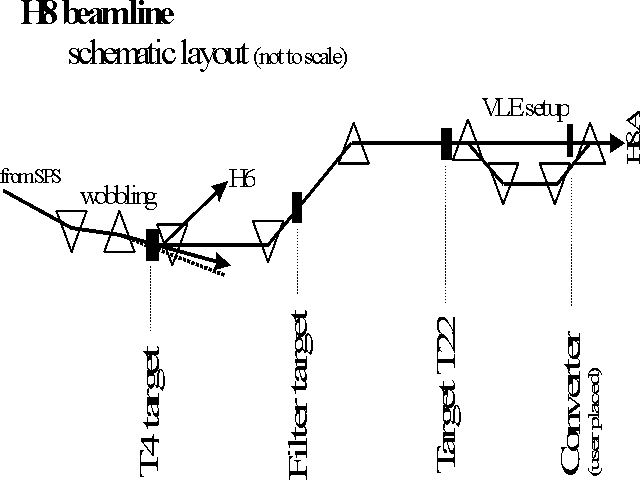 H8 beamline
schematic layout (not to scale)
VLE setup
H8A
from SPS
wobbling
H6
T4 target
Filter target
Target T22
Converter
(user placed)